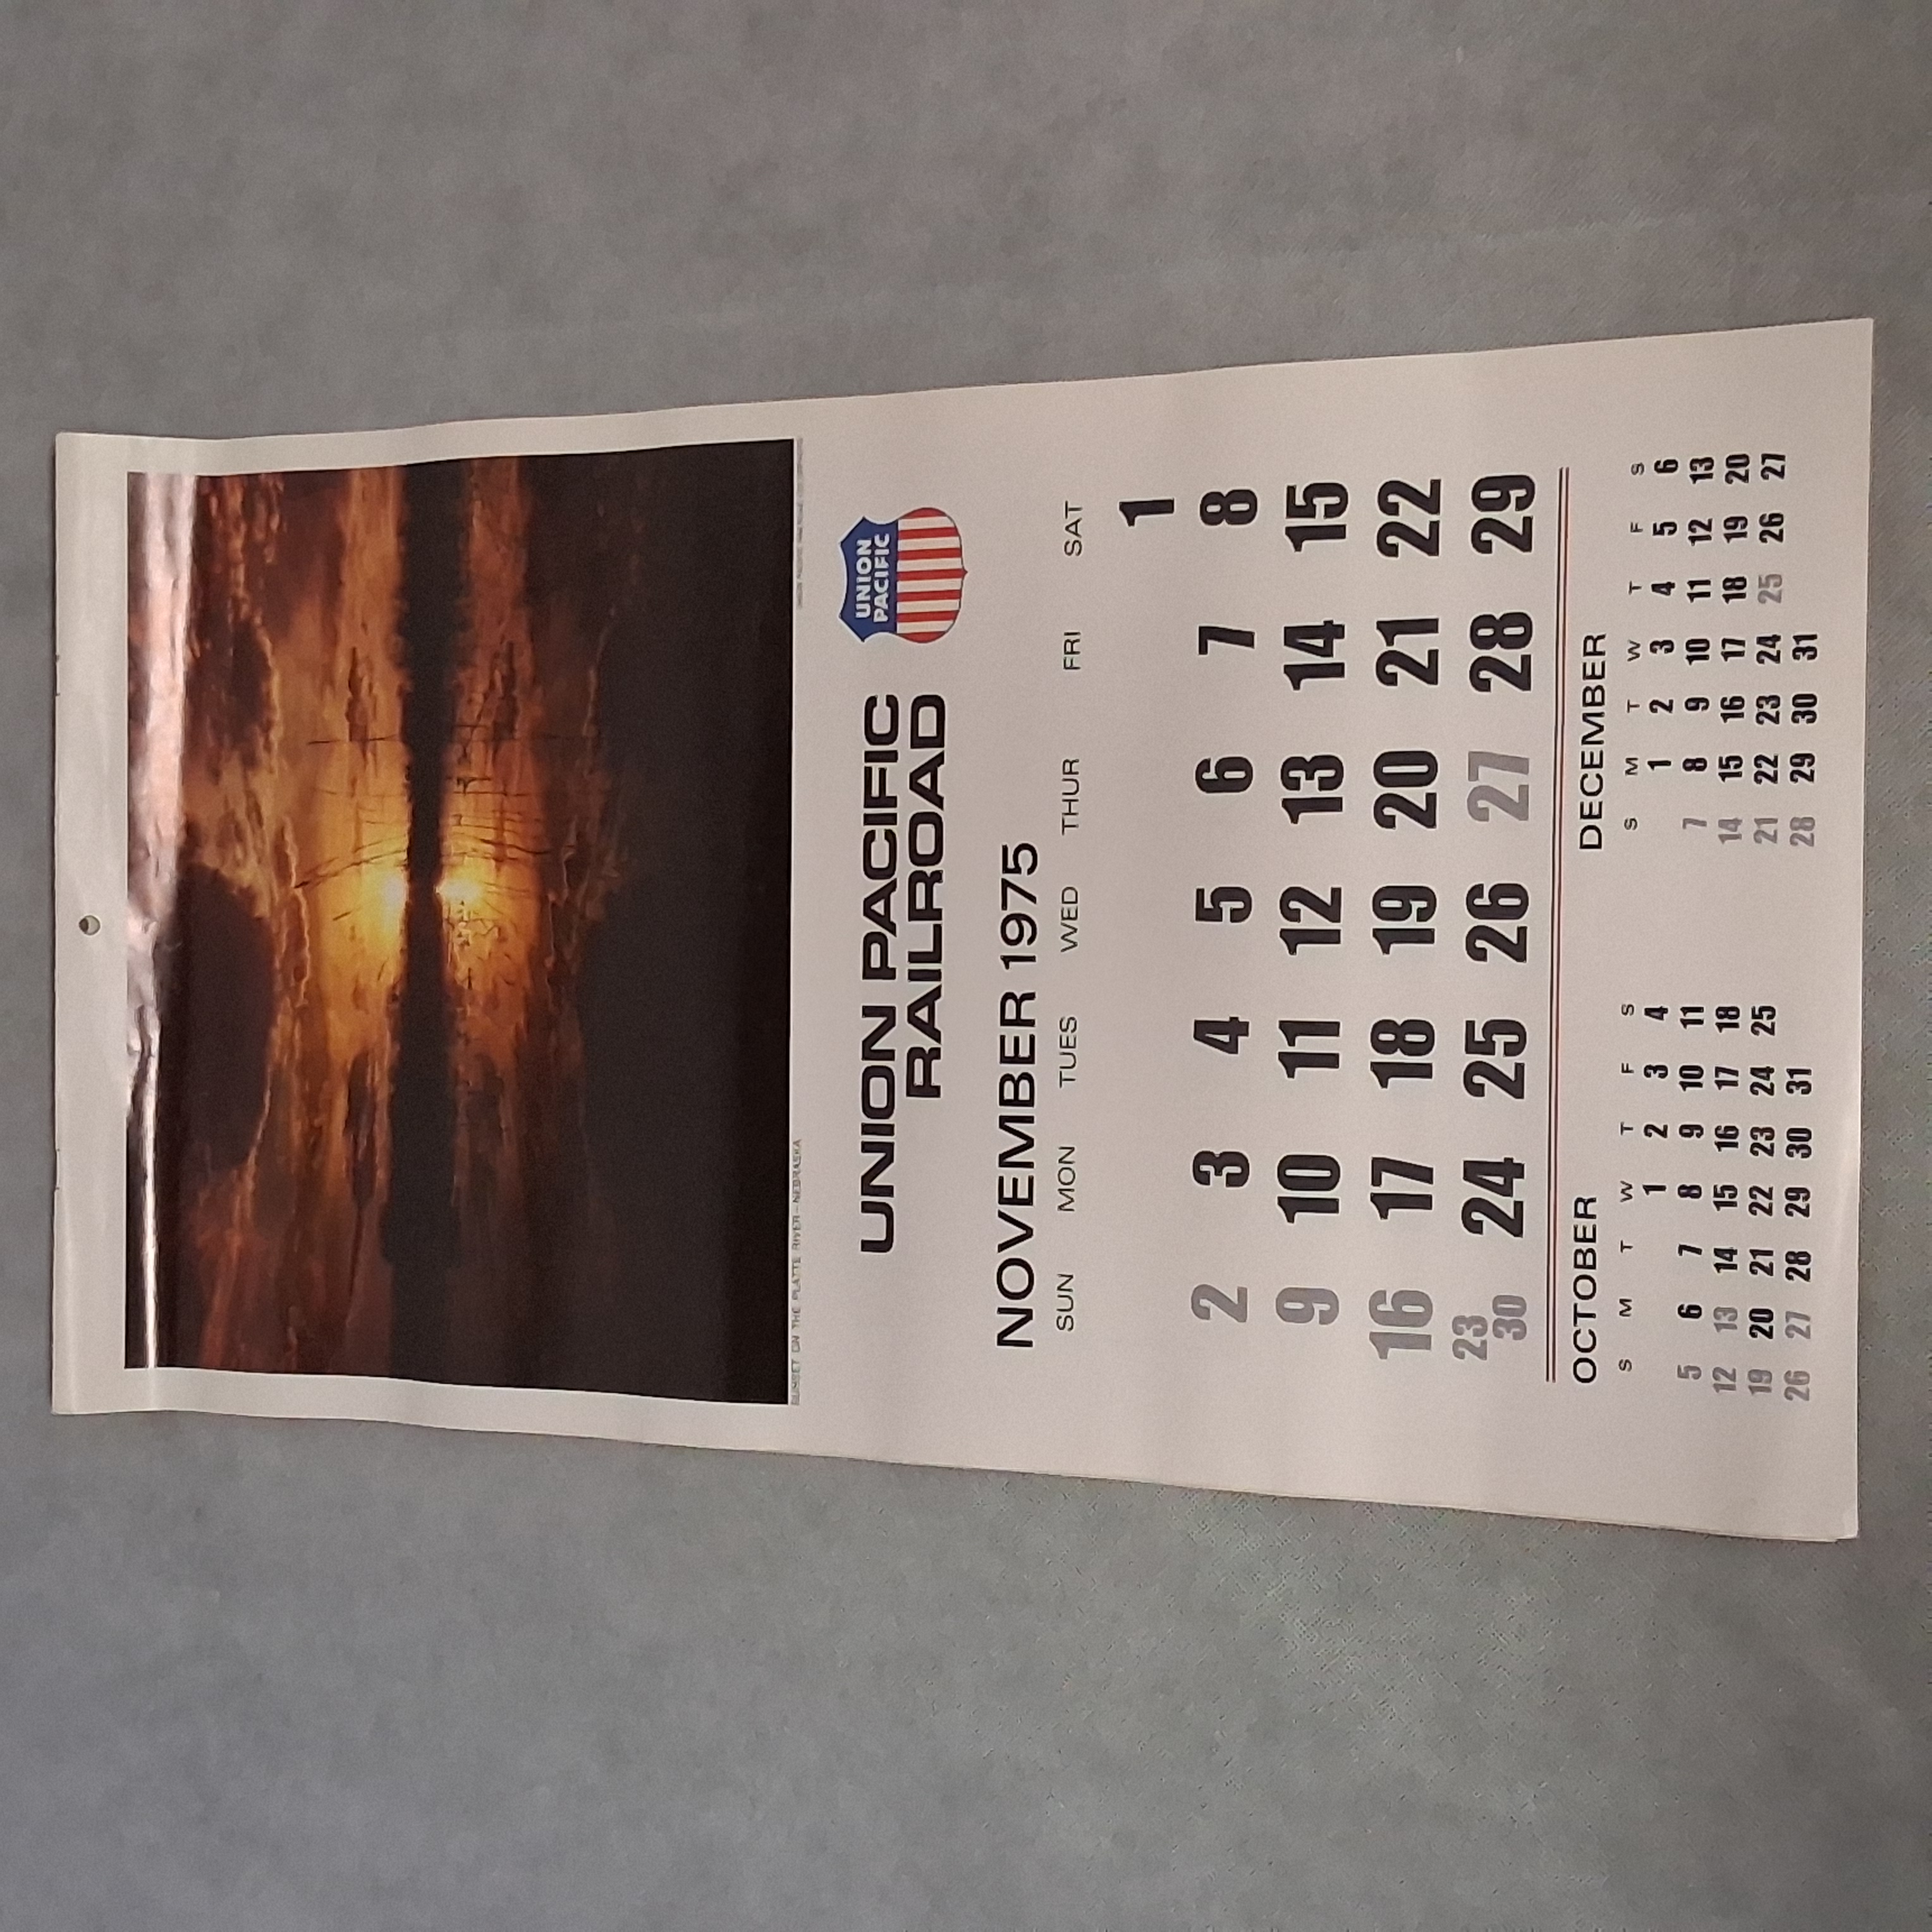 SUNSET ON THE PLATTE RIVER—NEBRASKA
UNION PACIFIC
RAILROAD
UNION
PACIFIC
NOVEMBER 1975
SUN MON TUES WED THUR FRI SAT
1
2 3 4 5 6 7 8
9 10 11 12 13 14 15
16 17 18 19 20 21 22
23 24 25 26 27 28 29
30
OCTOBER
S M T W T F S
1 2 3 4
5 6 7 8 9 10 11
12 13 14 15 16 17 18
19 20 21 22 23 24 25
26 27 28 29 30 31
DECEMBER
S M T W T F S
1 2 3 4 5 6
7 8 9 10 11 12 13
14 15 16 17 18 19 20
21 22 23 24 25 26 27
28 29 30 31